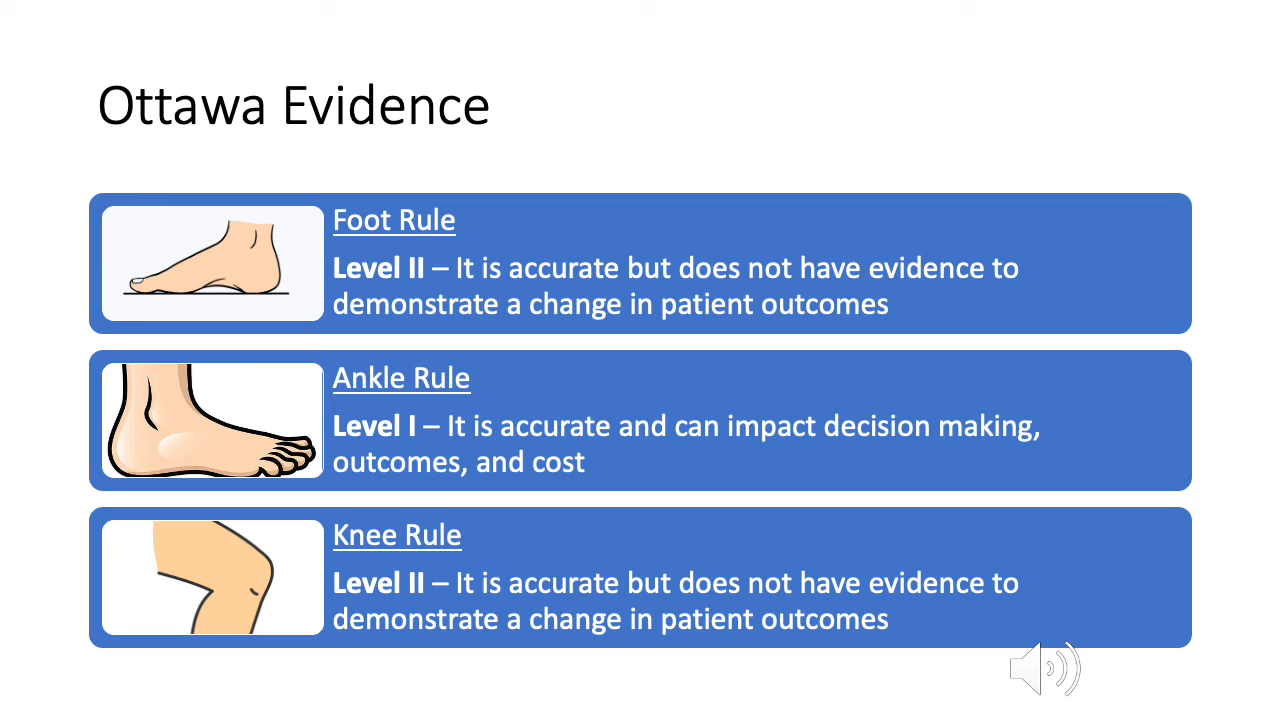 Ottawa Evidence
Foot Rule
Level II – It is accurate but does not have evidence to
demonstrate a change in patient outcomes
Ankle Rule
Level I – It is accurate and can impact decision making,
outcomes, and cost
Knee Rule
Level II – It is accurate but does not have evidence to
demonstrate a change in patient outcomes